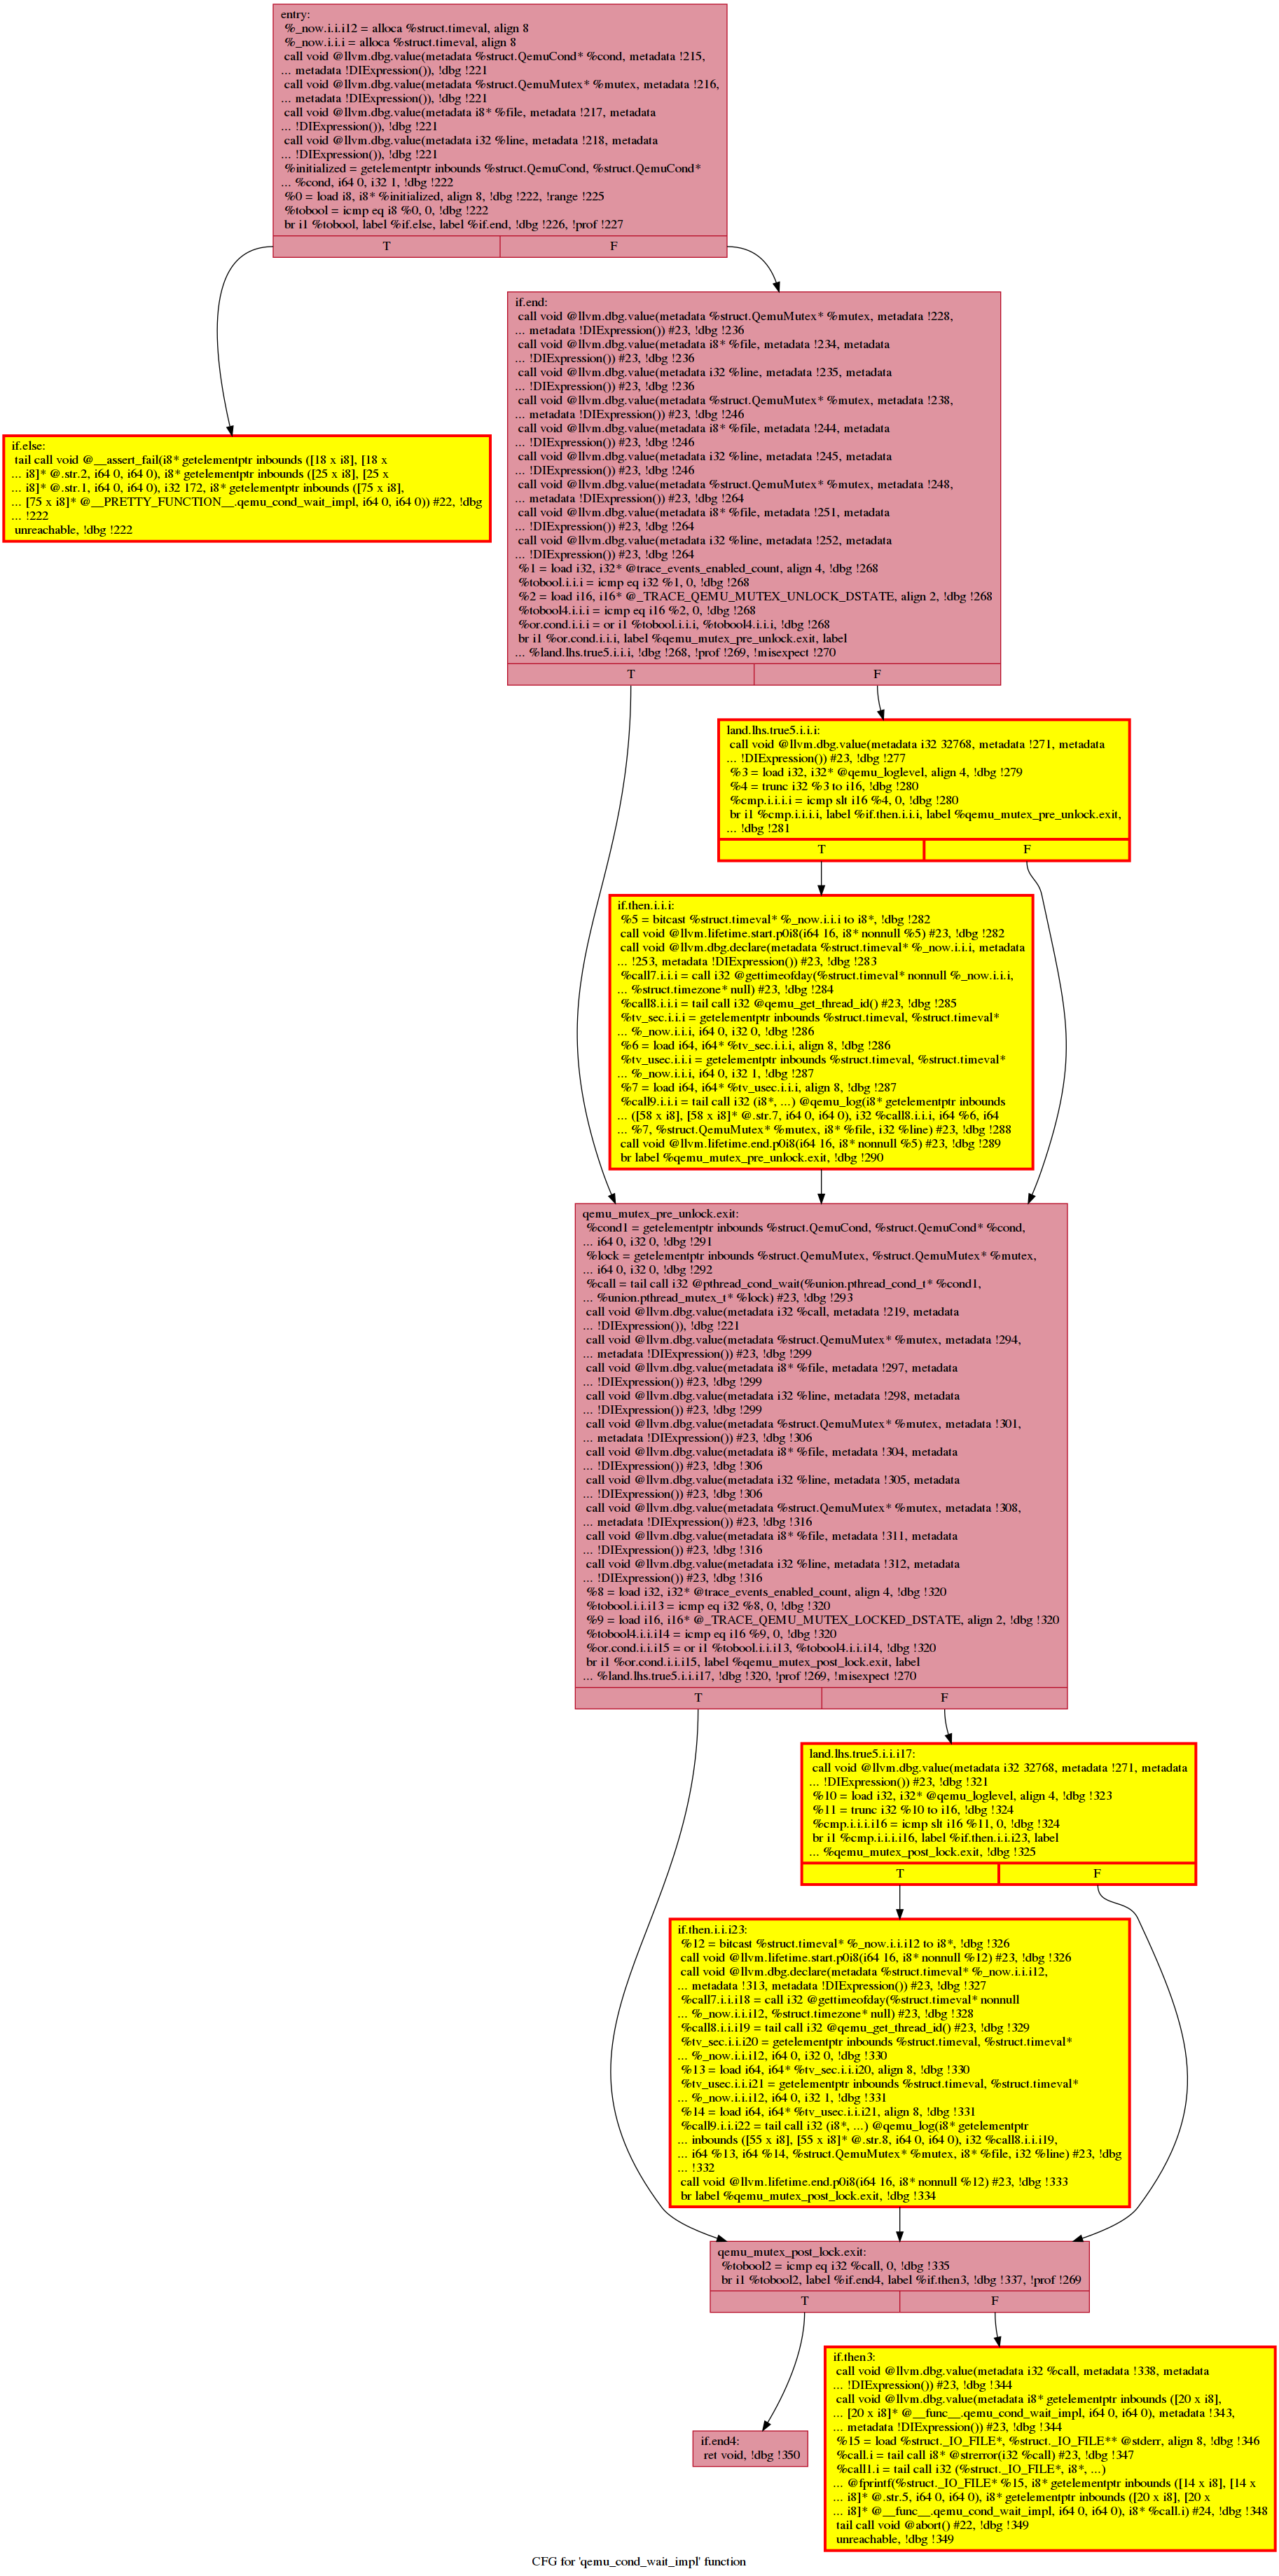 entry:
%_now.i.i.i12 = alloca %struct.timeval, align 8
%_now.i.i.i = alloca %struct.timeval, align 8
call void @llvm.dbg.value(metadata %struct.QemuCond* %cond, metadata !215,
... metadata !DIExpression()), !dbg !221
call void @llvm.dbg.value(metadata %struct.QemuMutex* %mutex, metadata !216,
... metadata !DIExpression()), !dbg !221
call void @llvm.dbg.value(metadata i8* %file, metadata !217, metadata
... !DIExpression()), !dbg !221
call void @llvm.dbg.value(metadata i32 %line, metadata !218, metadata
... !DIExpression()), !dbg !221
%initialized = getelementptr inbounds %struct.QemuCond, %struct.QemuCond*
... %cond, i64 0, i32 1, !dbg !222
%0 = load i8, i8* %initialized, align 8, !dbg !222, !range !225
%tobool = icmp eq i8 %0, 0, !dbg !222
br i1 %tobool, label %if.else, label %if.end, !dbg !226, !prof !227
T F
if.end:
call void @llvm.dbg.value(metadata %struct.QemuMutex* %mutex, metadata !228,
... metadata !DIExpression()) #23, !dbg !236
call void @llvm.dbg.value(metadata i8* %file, metadata !234, metadata
... !DIExpression()) #23, !dbg !236
call void @llvm.dbg.value(metadata i32 %line, metadata !235, metadata
... !DIExpression()) #23, !dbg !236
call void @llvm.dbg.value(metadata %struct.QemuMutex* %mutex, metadata !238,
... metadata !DIExpression()) #23, !dbg !246
call void @llvm.dbg.value(metadata i8* %file, metadata !244, metadata
... !DIExpression()) #23, !dbg !246
call void @llvm.dbg.value(metadata i32 %line, metadata !245, metadata
... !DIExpression()) #23, !dbg !246
call void @llvm.dbg.value(metadata %struct.QemuMutex* %mutex, metadata !248,
... metadata !DIExpression()) #23, !dbg !264
call void @llvm.dbg.value(metadata i8* %file, metadata !251, metadata
... !DIExpression()) #23, !dbg !264
call void @llvm.dbg.value(metadata i32 %line, metadata !252, metadata
... !DIExpression()) #23, !dbg !264
%1 = load i32, i32* @trace_events_enabled_count, align 4, !dbg !268
%tobool.i.i.i = icmp eq i32 %1, 0, !dbg !268
%2 = load i16, i16* @_TRACE_QEMU_MUTEX_UNLOCK_DSTATE, align 2, !dbg !268
%tobool4.i.i.i = icmp eq i16 %2, 0, !dbg !268
%or.cond.i.i.i = or i1 %tobool.i.i.i, %tobool4.i.i.i, !dbg !268
br i1 %or.cond.i.i.i, label %qemu_mutex_pre_unlock.exit, label
... %land.lhs.true5.i.i.i, !dbg !268, !prof !269, !misexpect !270
T F
if.else:
tail call void @__assert_fail(i8* getelementptr inbounds ([18 x i8], [18 x
... i8]* @.str.2, i64 0, i64 0), i8* getelementptr inbounds ([25 x i8], [25 x
... i8]* @.str.1, i64 0, i64 0), i32 172, i8* getelementptr inbounds ([75 x i8],
... [75 x i8]* @__PRETTY_FUNCTION__.qemu_cond_wait_impl, i64 0, i64 0)) #22, !dbg
... !222
unreachable, !dbg !222
land.lhs.true5.i.i.i:
call void @llvm.dbg.value(metadata i32 32768, metadata !271, metadata
... !DIExpression()) #23, !dbg !277
%3 = load i32, i32* @qemu_loglevel, align 4, !dbg !279
%4 = trunc i32 %3 to i16, !dbg !280
%cmp.i.i.i.i = icmp slt i16 %4, 0, !dbg !280
br i1 %cmp.i.i.i.i, label %if.then.i.i.i, label %qemu_mutex_pre_unlock.exit,
... !dbg !281
T F
if.then.i.i.i:
%5 = bitcast %struct.timeval* %_now.i.i.i to i8*, !dbg !282
call void @llvm.lifetime.start.p0i8(i64 16, i8* nonnull %5) #23, !dbg !282
call void @llvm.dbg.declare(metadata %struct.timeval* %_now.i.i.i, metadata
... !253, metadata !DIExpression()) #23, !dbg !283
%call7.i.i.i = call i32 @gettimeofday(%struct.timeval* nonnull %_now.i.i.i,
... %struct.timezone* null) #23, !dbg !284
%call8.i.i.i = tail call i32 @qemu_get_thread_id() #23, !dbg !285
%tv_sec.i.i.i = getelementptr inbounds %struct.timeval, %struct.timeval*
... %_now.i.i.i, i64 0, i32 0, !dbg !286
%6 = load i64, i64* %tv_sec.i.i.i, align 8, !dbg !286
%tv_usec.i.i.i = getelementptr inbounds %struct.timeval, %struct.timeval*
... %_now.i.i.i, i64 0, i32 1, !dbg !287
%7 = load i64, i64* %tv_usec.i.i.i, align 8, !dbg !287
%call9.i.i.i = tail call i32 (i8*, ...) @qemu_log(i8* getelementptr inbounds
... ([58 x i8], [58 x i8]* @.str.7, i64 0, i64 0), i32 %call8.i.i.i, i64 %6, i64
... %7, %struct.QemuMutex* %mutex, i8* %file, i32 %line) #23, !dbg !288
call void @llvm.lifetime.end.p0i8(i64 16, i8* nonnull %5) #23, !dbg !289
br label %qemu_mutex_pre_unlock.exit, !dbg !290
qemu_mutex_pre_unlock.exit:
%cond1 = getelementptr inbounds %struct.QemuCond, %struct.QemuCond* %cond,
... i64 0, i32 0, !dbg !291
%lock = getelementptr inbounds %struct.QemuMutex, %struct.QemuMutex* %mutex,
... i64 0, i32 0, !dbg !292
%call = tail call i32 @pthread_cond_wait(%union.pthread_cond_t* %cond1,
... %union.pthread_mutex_t* %lock) #23, !dbg !293
call void @llvm.dbg.value(metadata i32 %call, metadata !219, metadata
... !DIExpression()), !dbg !221
call void @llvm.dbg.value(metadata %struct.QemuMutex* %mutex, metadata !294,
... metadata !DIExpression()) #23, !dbg !299
call void @llvm.dbg.value(metadata i8* %file, metadata !297, metadata
... !DIExpression()) #23, !dbg !299
call void @llvm.dbg.value(metadata i32 %line, metadata !298, metadata
... !DIExpression()) #23, !dbg !299
call void @llvm.dbg.value(metadata %struct.QemuMutex* %mutex, metadata !301,
... metadata !DIExpression()) #23, !dbg !306
call void @llvm.dbg.value(metadata i8* %file, metadata !304, metadata
... !DIExpression()) #23, !dbg !306
call void @llvm.dbg.value(metadata i32 %line, metadata !305, metadata
... !DIExpression()) #23, !dbg !306
call void @llvm.dbg.value(metadata %struct.QemuMutex* %mutex, metadata !308,
... metadata !DIExpression()) #23, !dbg !316
call void @llvm.dbg.value(metadata i8* %file, metadata !311, metadata
... !DIExpression()) #23, !dbg !316
call void @llvm.dbg.value(metadata i32 %line, metadata !312, metadata
... !DIExpression()) #23, !dbg !316
%8 = load i32, i32* @trace_events_enabled_count, align 4, !dbg !320
%tobool.i.i.i13 = icmp eq i32 %8, 0, !dbg !320
%9 = load i16, i16* @_TRACE_QEMU_MUTEX_LOCKED_DSTATE, align 2, !dbg !320
%tobool4.i.i.i14 = icmp eq i16 %9, 0, !dbg !320
%or.cond.i.i.i15 = or i1 %tobool.i.i.i13, %tobool4.i.i.i14, !dbg !320
br i1 %or.cond.i.i.i15, label %qemu_mutex_post_lock.exit, label
... %land.lhs.true5.i.i.i17, !dbg !320, !prof !269, !misexpect !270
T F
land.lhs.true5.i.i.i17:
call void @llvm.dbg.value(metadata i32 32768, metadata !271, metadata
... !DIExpression()) #23, !dbg !321
%10 = load i32, i32* @qemu_loglevel, align 4, !dbg !323
%11 = trunc i32 %10 to i16, !dbg !324
%cmp.i.i.i.i16 = icmp slt i16 %11, 0, !dbg !324
br i1 %cmp.i.i.i.i16, label %if.then.i.i.i23, label
... %qemu_mutex_post_lock.exit, !dbg !325
T F
if.then.i.i.i23:
%12 = bitcast %struct.timeval* %_now.i.i.i12 to i8*, !dbg !326
call void @llvm.lifetime.start.p0i8(i64 16, i8* nonnull %12) #23, !dbg !326
call void @llvm.dbg.declare(metadata %struct.timeval* %_now.i.i.i12,
... metadata !313, metadata !DIExpression()) #23, !dbg !327
%call7.i.i.i18 = call i32 @gettimeofday(%struct.timeval* nonnull
... %_now.i.i.i12, %struct.timezone* null) #23, !dbg !328
%call8.i.i.i19 = tail call i32 @qemu_get_thread_id() #23, !dbg !329
%tv_sec.i.i.i20 = getelementptr inbounds %struct.timeval, %struct.timeval*
... %_now.i.i.i12, i64 0, i32 0, !dbg !330
%13 = load i64, i64* %tv_sec.i.i.i20, align 8, !dbg !330
%tv_usec.i.i.i21 = getelementptr inbounds %struct.timeval, %struct.timeval*
... %_now.i.i.i12, i64 0, i32 1, !dbg !331
%14 = load i64, i64* %tv_usec.i.i.i21, align 8, !dbg !331
%call9.i.i.i22 = tail call i32 (i8*, ...) @qemu_log(i8* getelementptr
... inbounds ([55 x i8], [55 x i8]* @.str.8, i64 0, i64 0), i32 %call8.i.i.i19,
... i64 %13, i64 %14, %struct.QemuMutex* %mutex, i8* %file, i32 %line) #23, !dbg
... !332
call void @llvm.lifetime.end.p0i8(i64 16, i8* nonnull %12) #23, !dbg !333
br label %qemu_mutex_post_lock.exit, !dbg !334
qemu_mutex_post_lock.exit:
%tobool2 = icmp eq i32 %call, 0, !dbg !335
br i1 %tobool2, label %if.end4, label %if.then3, !dbg !337, !prof !269
T F
if.then3:
call void @llvm.dbg.value(metadata i32 %call, metadata !338, metadata
... !DIExpression()) #23, !dbg !344
call void @llvm.dbg.value(metadata i8* getelementptr inbounds ([20 x i8],
... [20 x i8]* @__func__.qemu_cond_wait_impl, i64 0, i64 0), metadata !343,
... metadata !DIExpression()) #23, !dbg !344
%15 = load %struct._IO_FILE*, %struct._IO_FILE** @stderr, align 8, !dbg !346
%call.i = tail call i8* @strerror(i32 %call) #23, !dbg !347
%call1.i = tail call i32 (%struct._IO_FILE*, i8*, ...)
... @fprintf(%struct._IO_FILE* %15, i8* getelementptr inbounds ([14 x i8], [14 x
... i8]* @.str.5, i64 0, i64 0), i8* getelementptr inbounds ([20 x i8], [20 x
... i8]* @__func__.qemu_cond_wait_impl, i64 0, i64 0), i8* %call.i) #24, !dbg !348
tail call void @abort() #22, !dbg !349
unreachable, !dbg !349
if.end4:
ret void, !dbg !350
CFG for 'qemu_cond_wait_impl' function